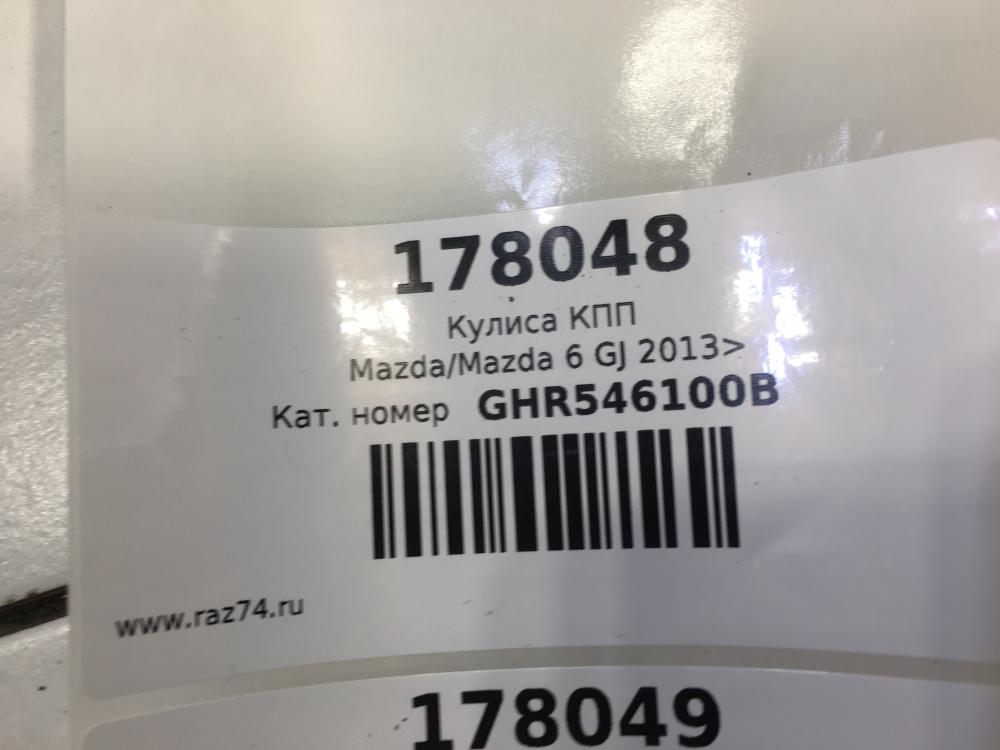 178048
Кулиса КПП
Mazda/Mazda 6 GJ 2013>
Кат. номер GHR546100B
www.raz74.ru
178049